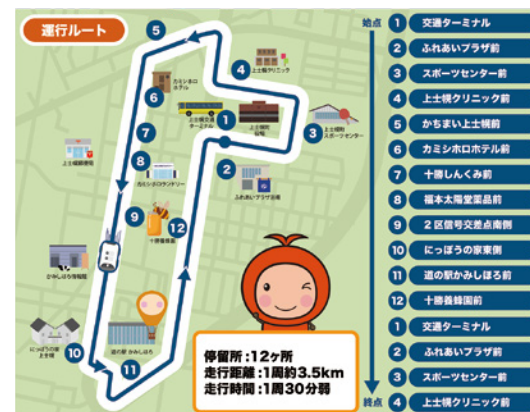 運行ルート
5
4
上士幌クリニック
6
カミシホロ
ホテル
上士幌交通
ターミナル
1
上士幌町
役場
3
上士幌町
スポーツセンター
7
8
カミシホロランドリー
2
ふれあいプラザ浴場
上士幌郵便局
9
12
十勝養蜂園
かみしほろ情報館
にっぽうの家
上士幌
10
道の駅 かみしほろ
11
停留所:12ヶ所
走行距離:1周約3.5km
走行時間:1周30分弱
始点
1 交通ターミナル
2 ふれあいプラザ前
3 スポーツセンター前
4 上士幌クリニック前
5 かちまい上士幌前
6 カミシホロホテル前
7 十勝しんくみ前
8 福本太陽堂薬品前
9 2区信号交差点南側
10 にっぽうの家東側
11 道の駅かみしほろ前
12 十勝養蜂園前
1 交通ターミナル
2 ふれあいプラザ前
3 スポーツセンター前
終点
4 上士幌クリニック前